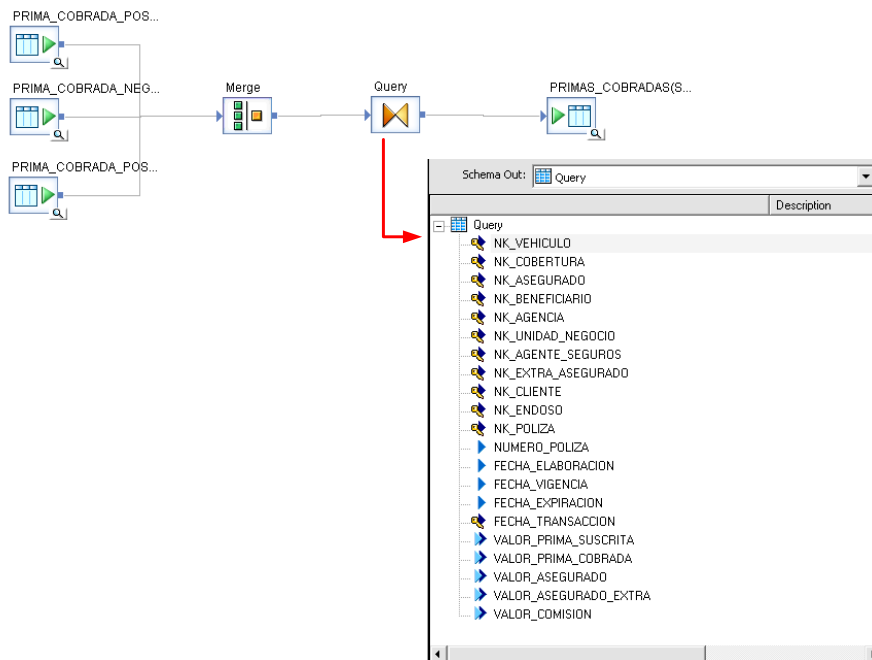 PRIMA_COBRADA_POS...
PRIMA_COBRADA_NEG...
Merge
Query
PRIMAS_COBRADAS(S...
PRIMA_COBRADA_POS...
Schema Out:
Query
Description
Query
NK_VEHICULO
NK_COBERTURA
NK_ASEGURADO
NK_BENEFICIARIO
NK_AGENCIA
NK_UNIDAD_NEGOCIO
NK_AGENTE_SEGUROS
NK_EXTRA_ASEGURADO
NK_CLIENTE
NK_ENDOSO
NK_POLIZA
NUMERO_POLIZA
FECHA_ELABORACION
FECHA_VIGENCIA
FECHA_EXPIRACION
FECHA_TRANSACCION
VALOR_PRIMA_SUSCRITA
VALOR_PRIMA_COBRADA
VALOR_ASEGURADO
VALOR_ASEGURADO_EXTRA
VALOR_COMISION